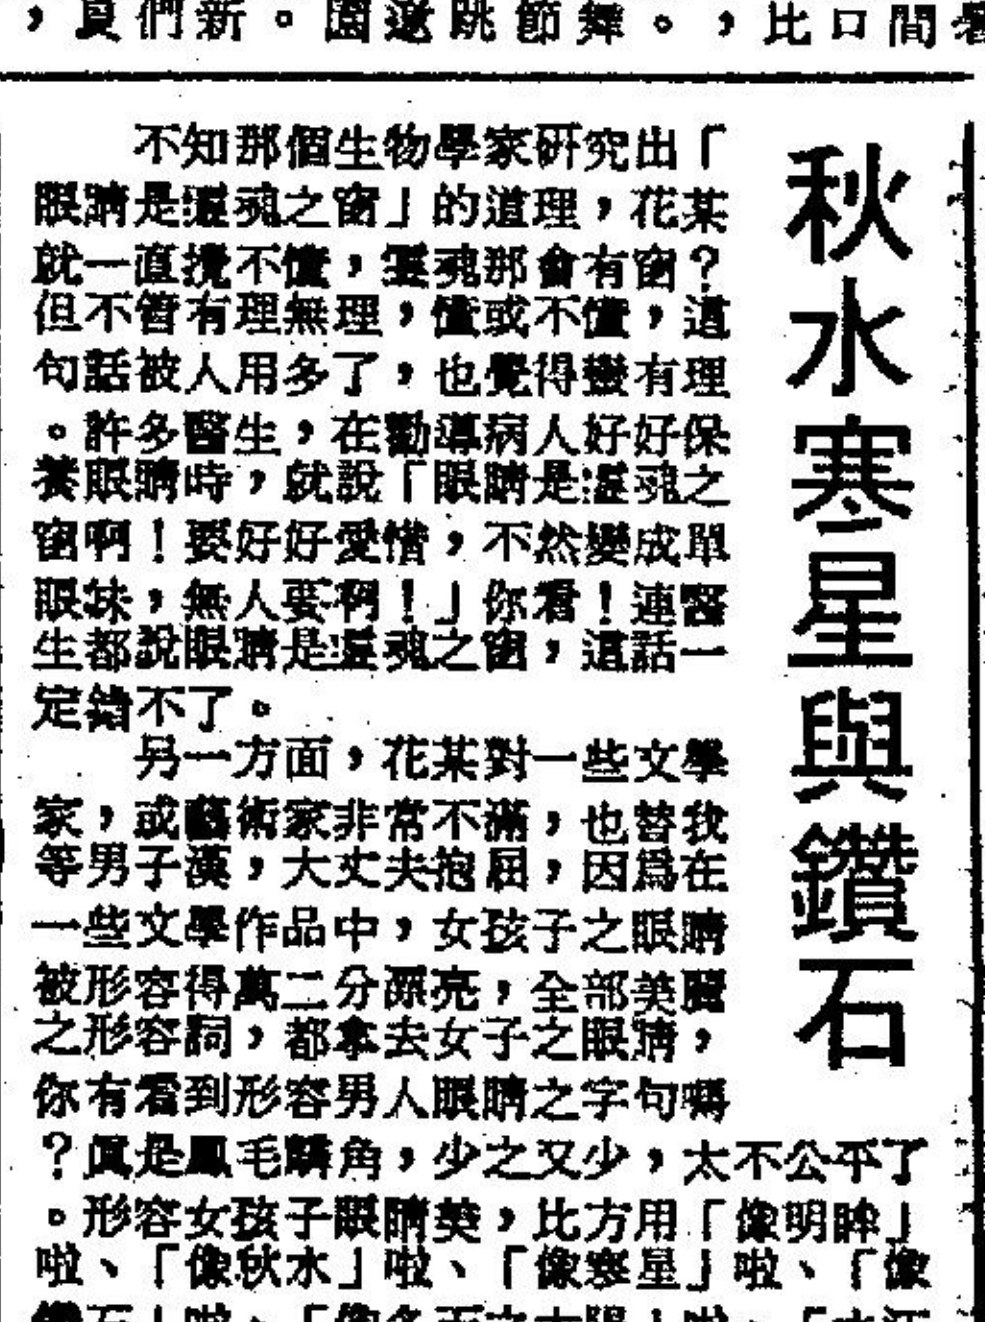 ，夏們新。園邀跳節舞。，比口間
秋水寒星與鑽石
不知那個生物學家研究出「
眼睛是靈魂之窗」的道理，花某
就一直攪不懂，靈魂那會有窗？
但不管有理無理，懂或不懂，這
句話被人用多了，也覺得蠻有理
。許多醫生，在勸導病人好好保
養眼睛時，就說「眼睛是靈魂之
窗啊！要好好愛惜，不然變成單
眼妹，無人要啊！」你看！連醫
生都說眼睛是靈魂之窗，這話一
定錯不了。
另一方面，花某對一些文學
家，或藝術家非常不滿，也替我
等男子漢，大丈夫抱屈，因爲在
一些文學作品中，女孩子之眼睛
被形容得萬二分漂亮，全部美麗
之形容詞，都拿去女子之眼睛，
你有看到形容男人眼睛之字句嗎
？眞是鳳毛麟角，少之又少，太不公平了
。形容女孩子眼睛美，比方用「像明眸」
啦、「像秋水」啦、「像寒星」啦、「像